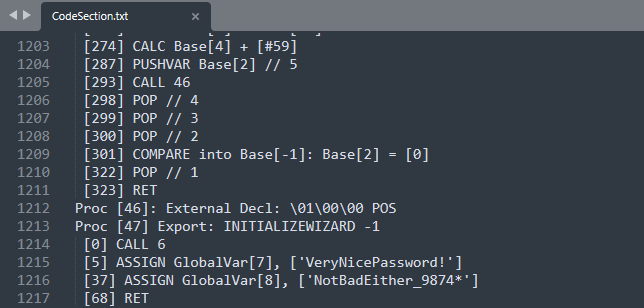 CodeSection.txt
1203 [274] CALC Base[4] + [#59]
1204 [287] PUSHVAR Base[2] // 5
1205 [293] CALL 46
1206 [298] POP // 4
1207 [299] POP // 3
1208 [300] POP // 2
1209 [301] COMPARE into Base[-1]: Base[2] = [0]
1210 [322] POP // 1
1211 [323] RET
1212 Proc [46]: External Decl: \01\00\00 POS
1213 Proc [47] Export: INITIALIZEWIZARD -1
1214 [0] CALL 6
1215 [5] ASSIGN GlobalVar[7], ['VeryNicePassword!']
1216 [37] ASSIGN GlobalVar[8], ['NotBadEither_9874*']
1217 [68] RET